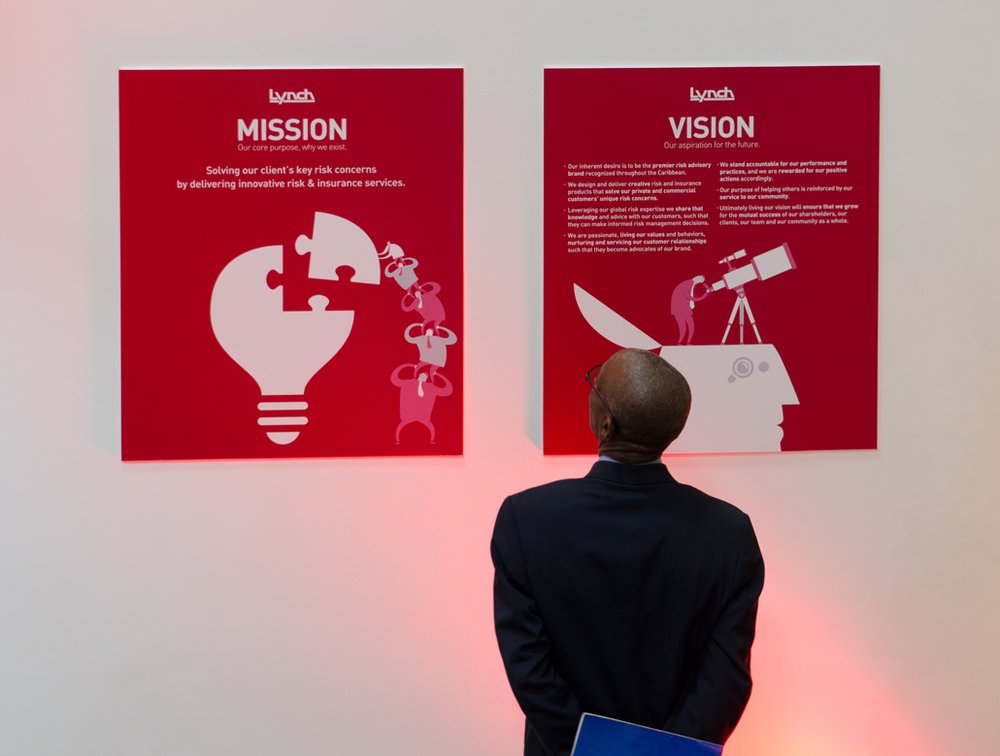 Lynch
MISSION
Our core purpose, why we exist.
Solving our client's key risk concerns
by delivering innovative risk & insurance services.
Lynch
VISION
Our aspiration for the future.
• Our inherent desire is to be the premier risk advisory
brand recognized throughout the Caribbean.
• We design and deliver creative risk and insurance
products that solve our private and commercial
customers' unique risk concerns.
• Leveraging our global risk expertise we share that
knowledge and advice with our customers, such that
they can make informed risk management decisions.
• We are passionate, living our values and behaviors,
nurturing and servicing our customer relationships
such that they become advocates of our brand.
• We stand accountable for our performance and
practices, and we are rewarded for our positive
actions accordingly.
• Our purpose of helping others is reinforced by our
service to our community.
• Ultimately living our vision will ensure that we grow
for the mutual success of our shareholders, our
clients, our team and our community as a whole.